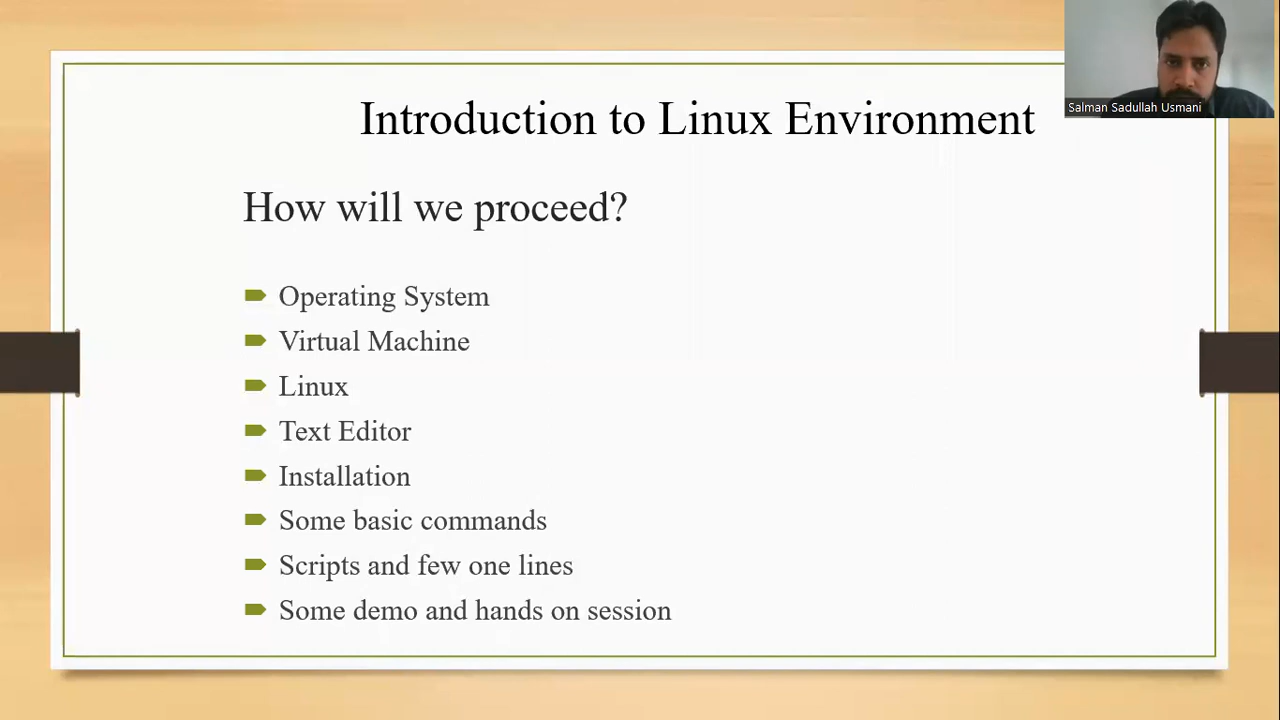 Introduction to Linux Environment
Salman Sadullah Usmani
How will we proceed?
Operating System
Virtual Machine
Linux
Text Editor
Installation
Some basic commands
Scripts and few one lines
Some demo and hands on session